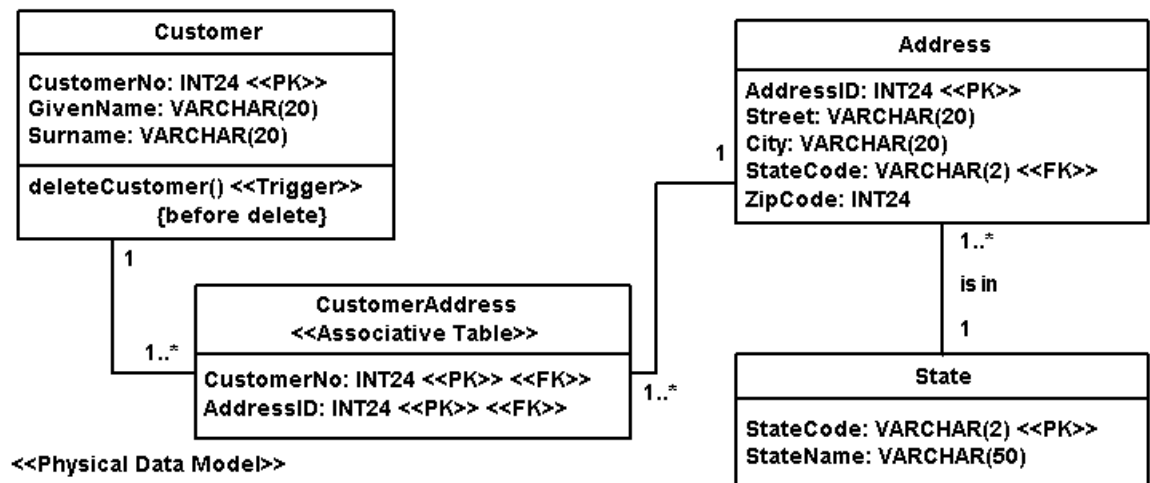 Customer
CustomerNo: INT24 <<PK>>
GivenName: VARCHAR(20)
Surname: VARCHAR(20)
deleteCustomer() <<Trigger>>
{before delete}
1
1..*
CustomerAddress
<<Associative Table>>
CustomerNo: INT24 <<PK>> <<FK>>
AddressID: INT24 <<PK>> <<FK>>
1..*
1
Address
AddressID: INT24 <<PK>>
Street: VARCHAR(20)
City: VARCHAR(20)
StateCode: VARCHAR(2) <<FK>>
ZipCode: INT24
1..*
is in
1
State
StateCode: VARCHAR(2) <<PK>>
StateName: VARCHAR(50)
<<Physical Data Model>>